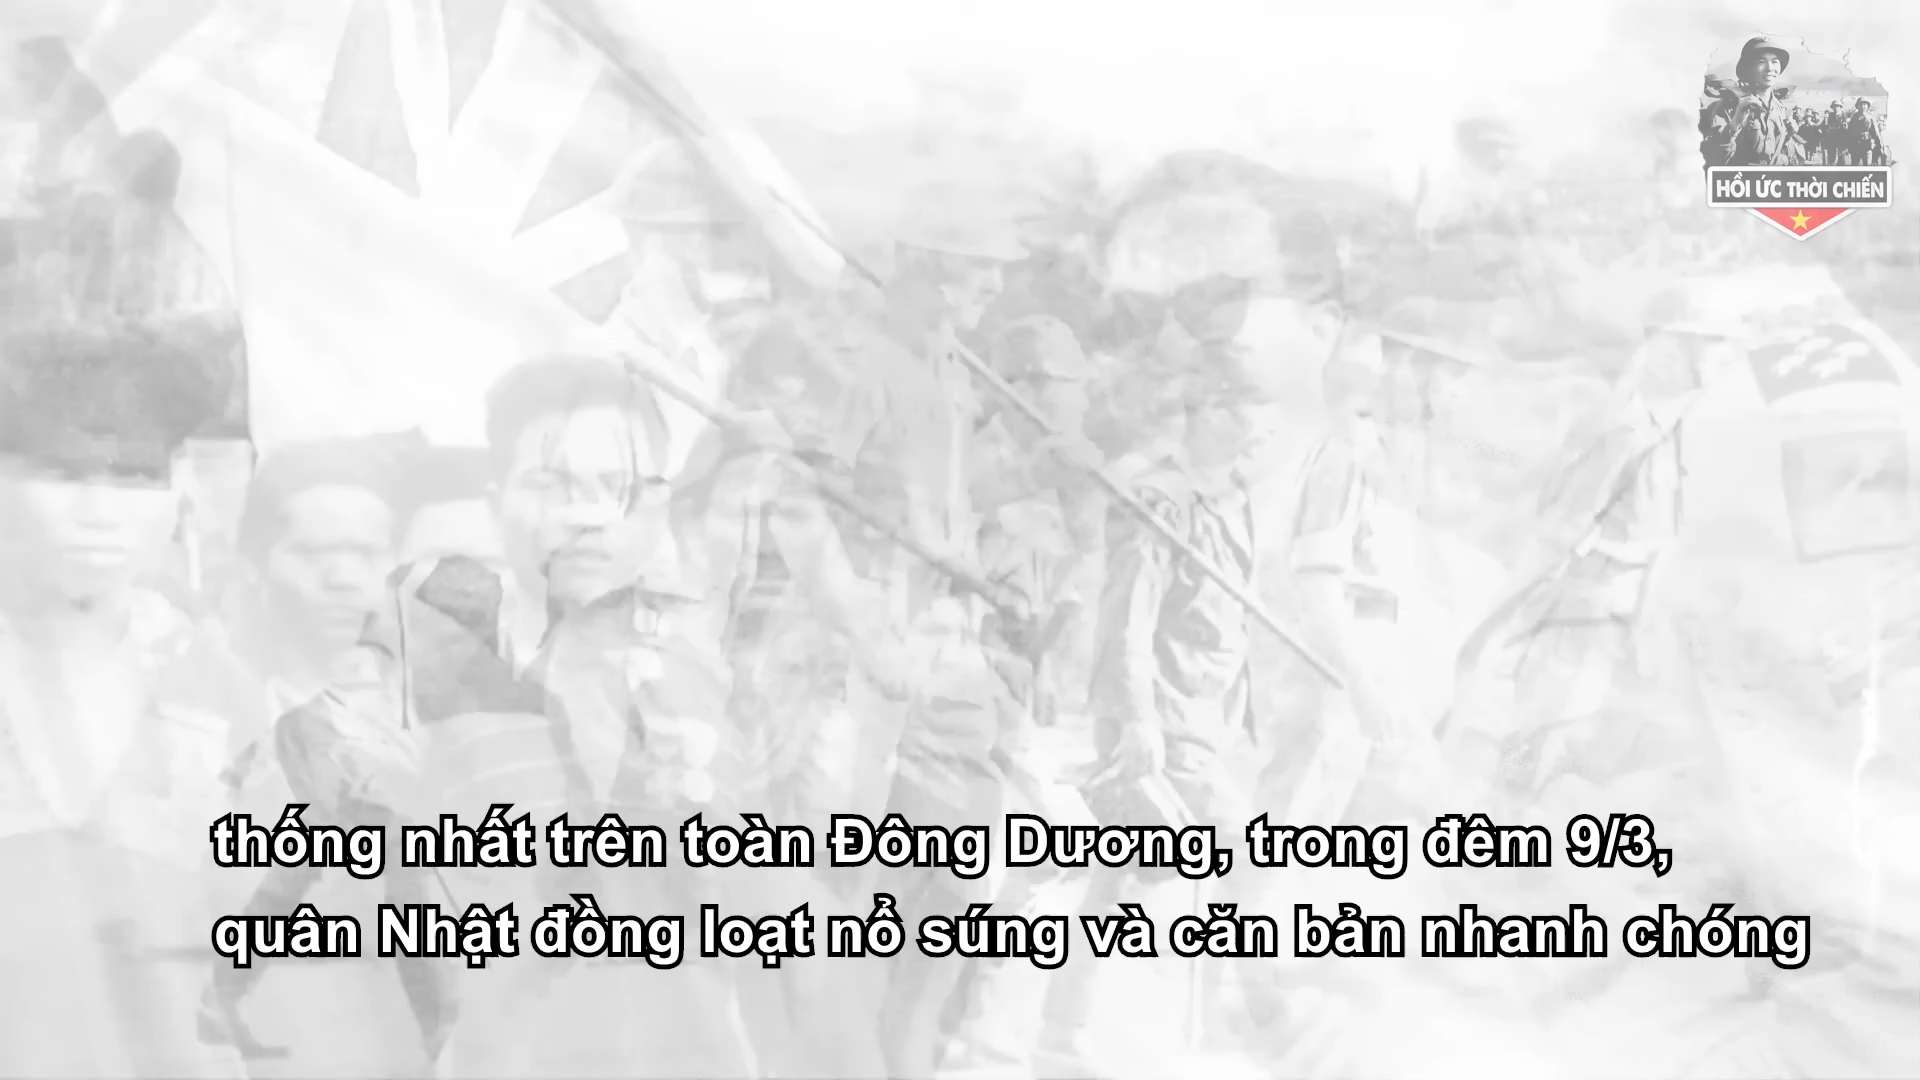 HỒI ỨC THỜI CHIẾN
thống nhất trên toàn Đông Dương, trong đêm 9/3,
quân Nhật đồng loạt nổ súng và căn bản nhanh chóng